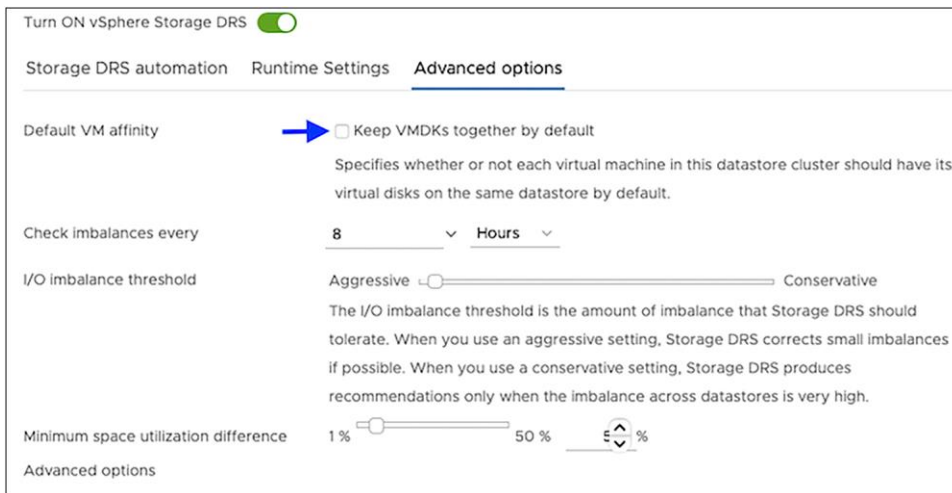 Turn ON vSphere Storage DRS
Storage DRS automation Runtime Settings Advanced options
Default VM affinity Keep VMDKs together by default
Specifies whether or not each virtual machine in this datastore cluster should have its
virtual disks on the same datastore by default.
Check imbalances every 8 Hours
I/O imbalance threshold Aggressive Conservative
The I/O imbalance threshold is the amount of imbalance that Storage DRS should
tolerate. When you use an aggressive setting, Storage DRS corrects small imbalances
if possible. When you use a conservative setting, Storage DRS produces
recommendations only when the imbalance across datastores is very high.
Minimum space utilization difference 1 % 50 % 5 %
Advanced options